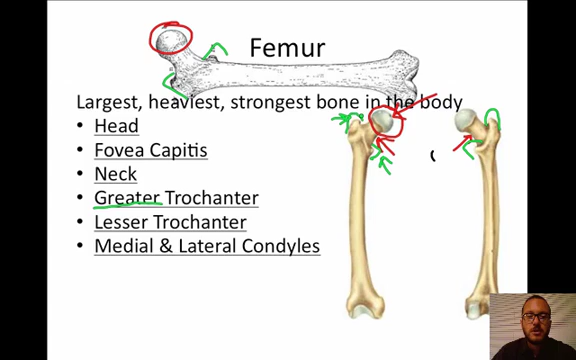 Femur
Largest, heaviest, strongest bone in the body
• Head
• Fovea Capitis
• Neck
• Greater Trochanter
• Lesser Trochanter
• Medial & Lateral Condyles